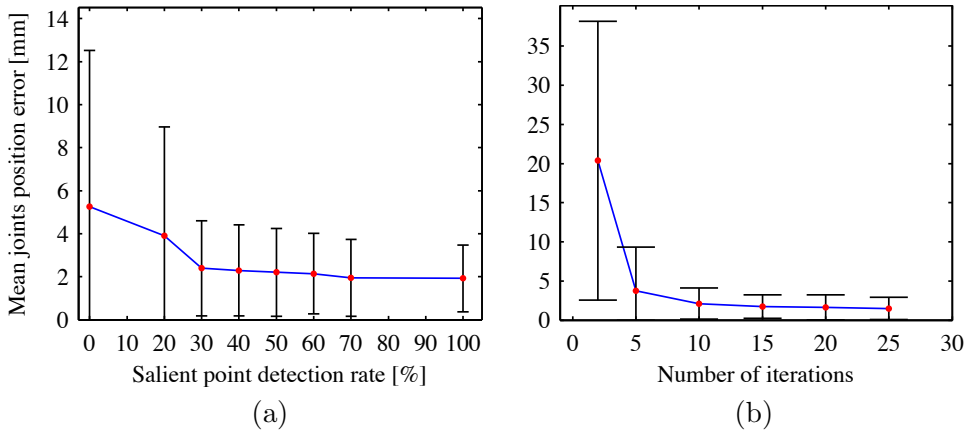 Mean joints position error [mm]
14
12
10
8
6
4
2
0
0 10 20 30 40 50 60 70 80 90 100
Salient point detection rate [%]
(a)
35
30
25
20
15
10
5
0
0 5 10 15 20 25 30
Number of iterations
(b)